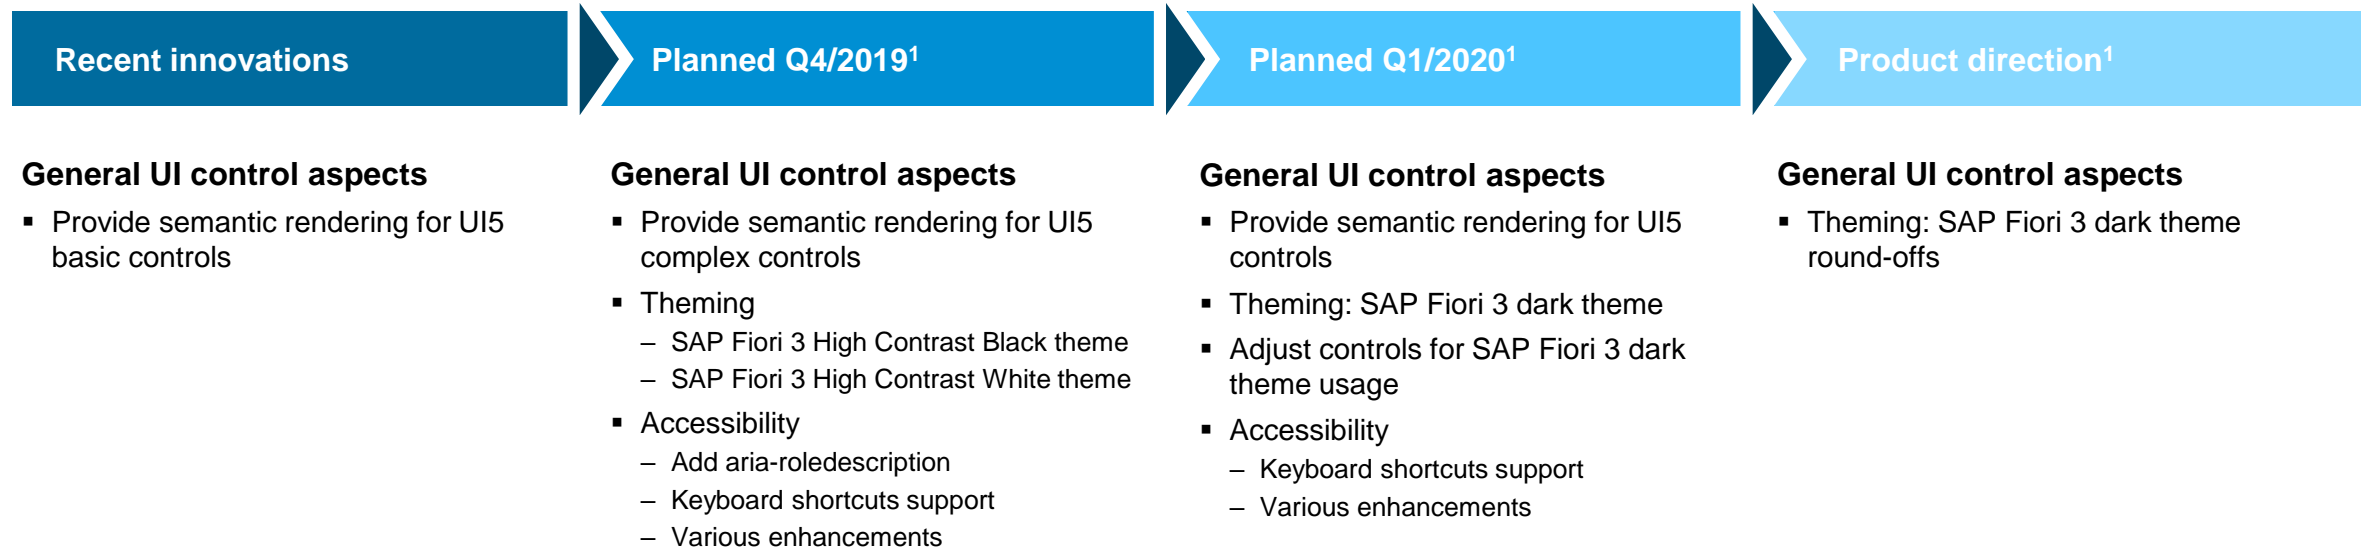 Recent innovations
Planned Q4/2019¹
Planned Q1/2020¹
Product direction¹
General UI control aspects
▪ Provide semantic rendering for UI5
basic controls
General UI control aspects
▪ Provide semantic rendering for UI5
complex controls
▪ Theming
– SAP Fiori 3 High Contrast Black theme
– SAP Fiori 3 High Contrast White theme
▪ Accessibility
– Add aria-roledescription
– Keyboard shortcuts support
– Various enhancements
General UI control aspects
▪ Provide semantic rendering for UI5
controls
▪ Theming: SAP Fiori 3 dark theme
▪ Adjust controls for SAP Fiori 3 dark
theme usage
▪ Accessibility
– Keyboard shortcuts support
– Various enhancements
General UI control aspects
▪ Theming: SAP Fiori 3 dark theme
round-offs